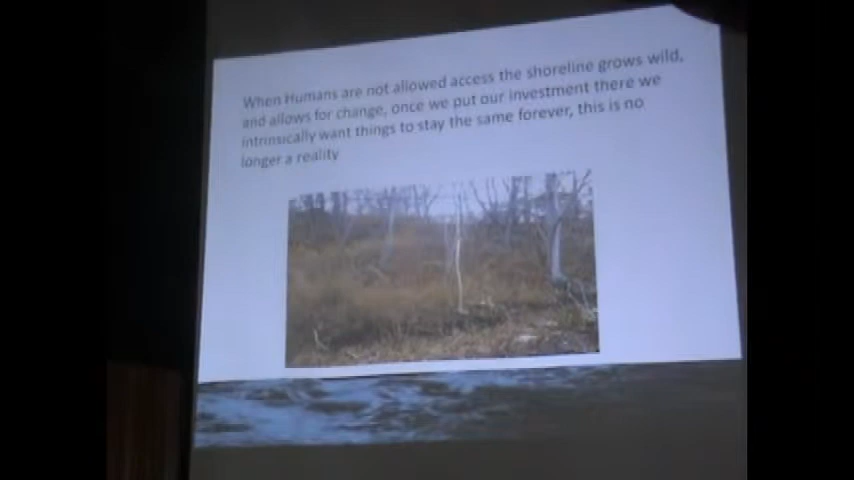 When Humans are not allowed access the shoreline grows wild,
and allows for change, once we put our investment there we
intrinsically want things to stay the same forever, this is no
longer a reality